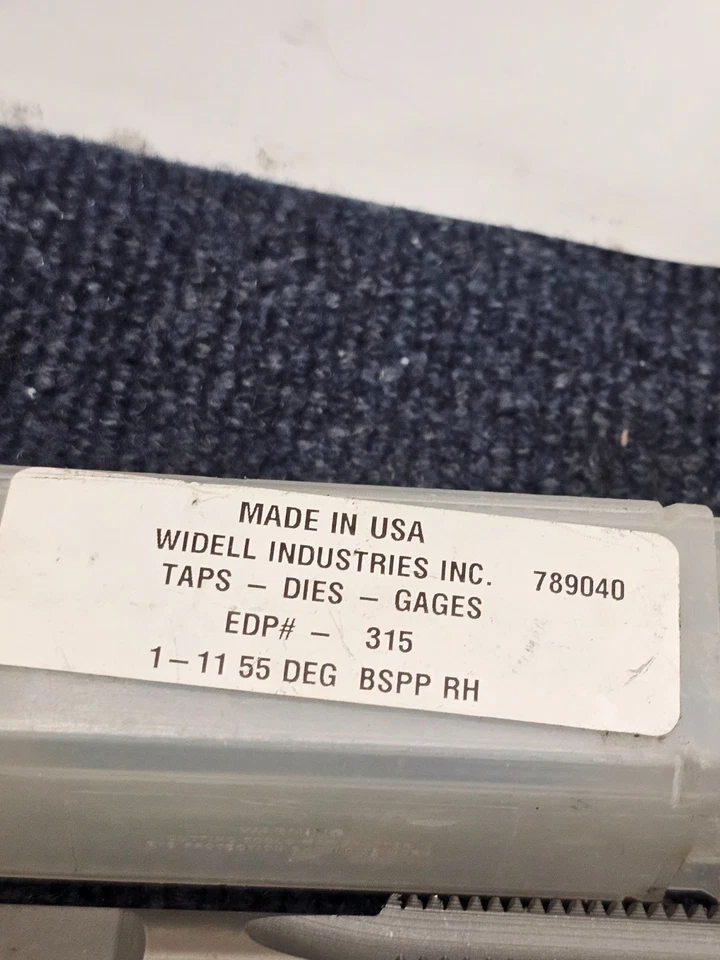 MADE IN USA
WIDELL INDUSTRIES INC. 789040
TAPS – DIES – GAGES
EDP# – 315
1–11 55 DEG BSPP RH